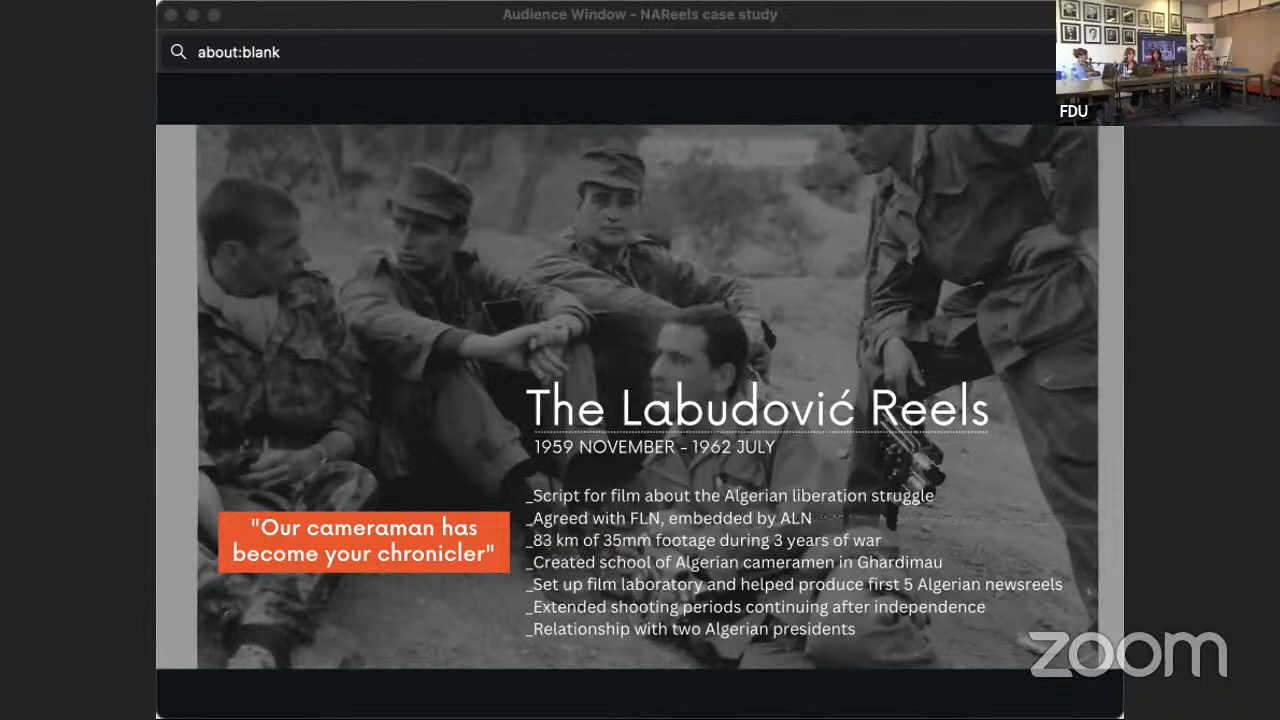 Audience Window - NAReels case study
about:blank
FDU
The Labudović Reels
1959 NOVEMBER - 1962 JULY
_Script for film about the Algerian liberation struggle
_Agreed with FLN, embedded by ALN
_83 km of 35mm footage during 3 years of war
_Created school of Algerian cameramen in Ghardimau
_Set up film laboratory and helped produce first 5 Algerian newsreels
_Extended shooting periods continuing after independence
_Relationship with two Algerian presidents
"Our cameraman has
become your chronicler"
zoom